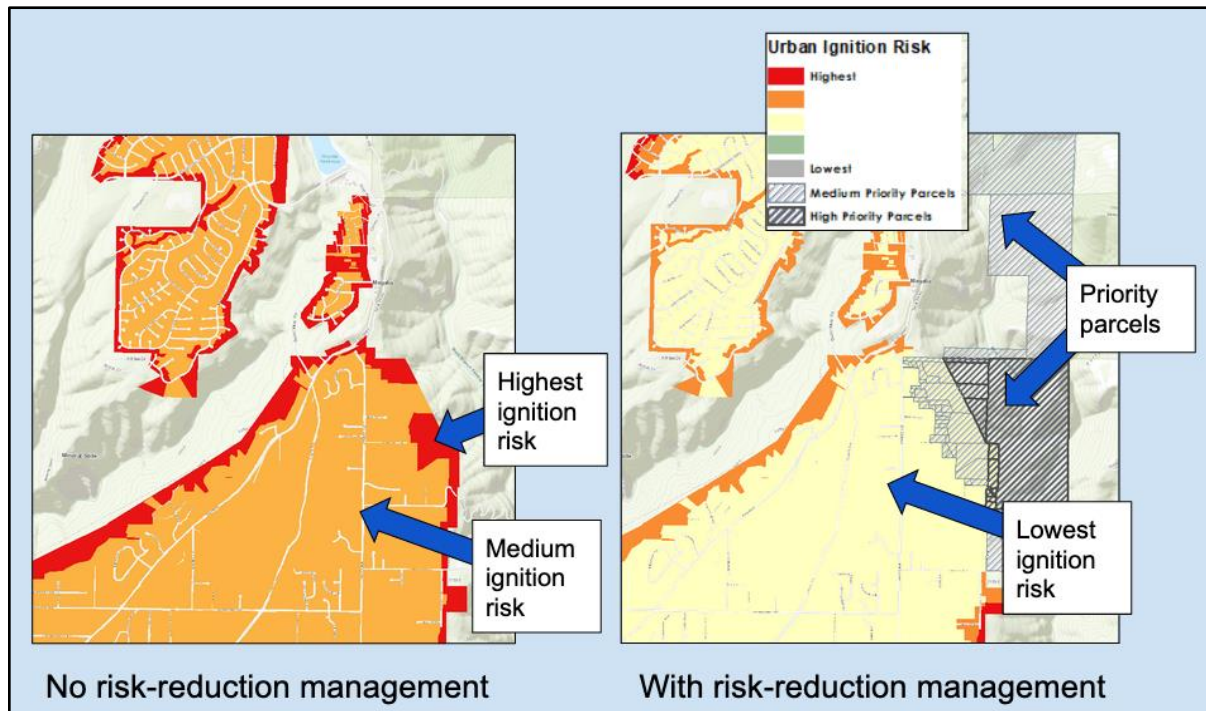 Urban Ignition Risk
Highest
Lowest
Medium Priority Parcels
High Priority Parcels
Magalia
Priority
parcels
Highest
ignition
risk
Medium
ignition
risk
Lowest
ignition
risk
No risk-reduction management
With risk-reduction management